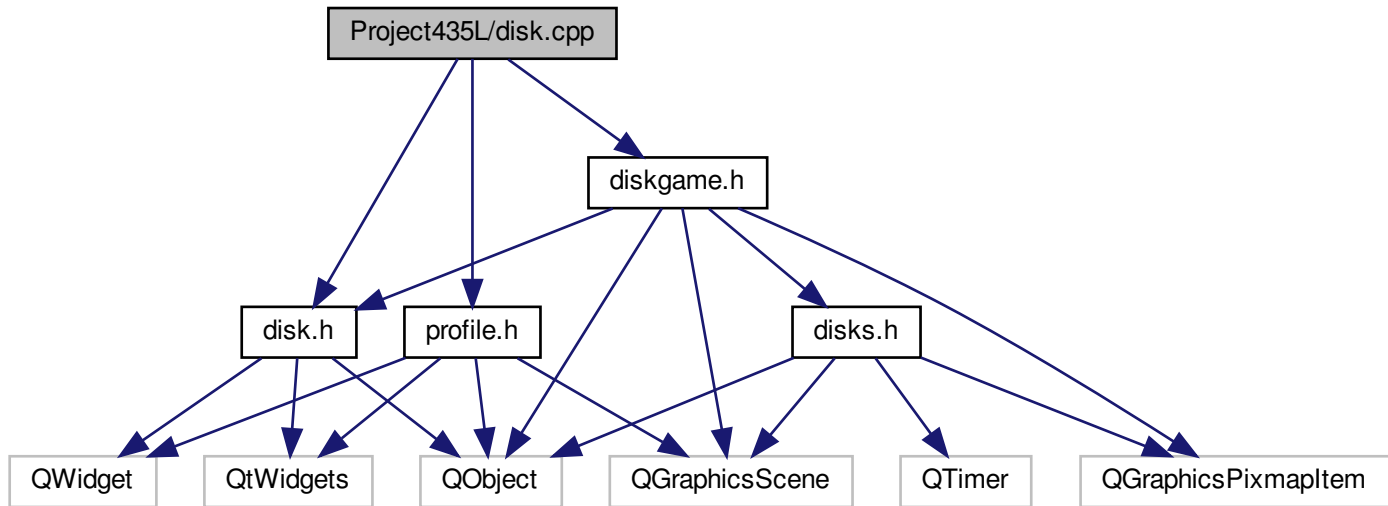 Project435L/disk.cpp
diskgame.h
disk.h
profile.h
disks.h
QWidget
QtWidgets
QObject
QGraphicsScene
QTimer
QGraphicsPixmapItem